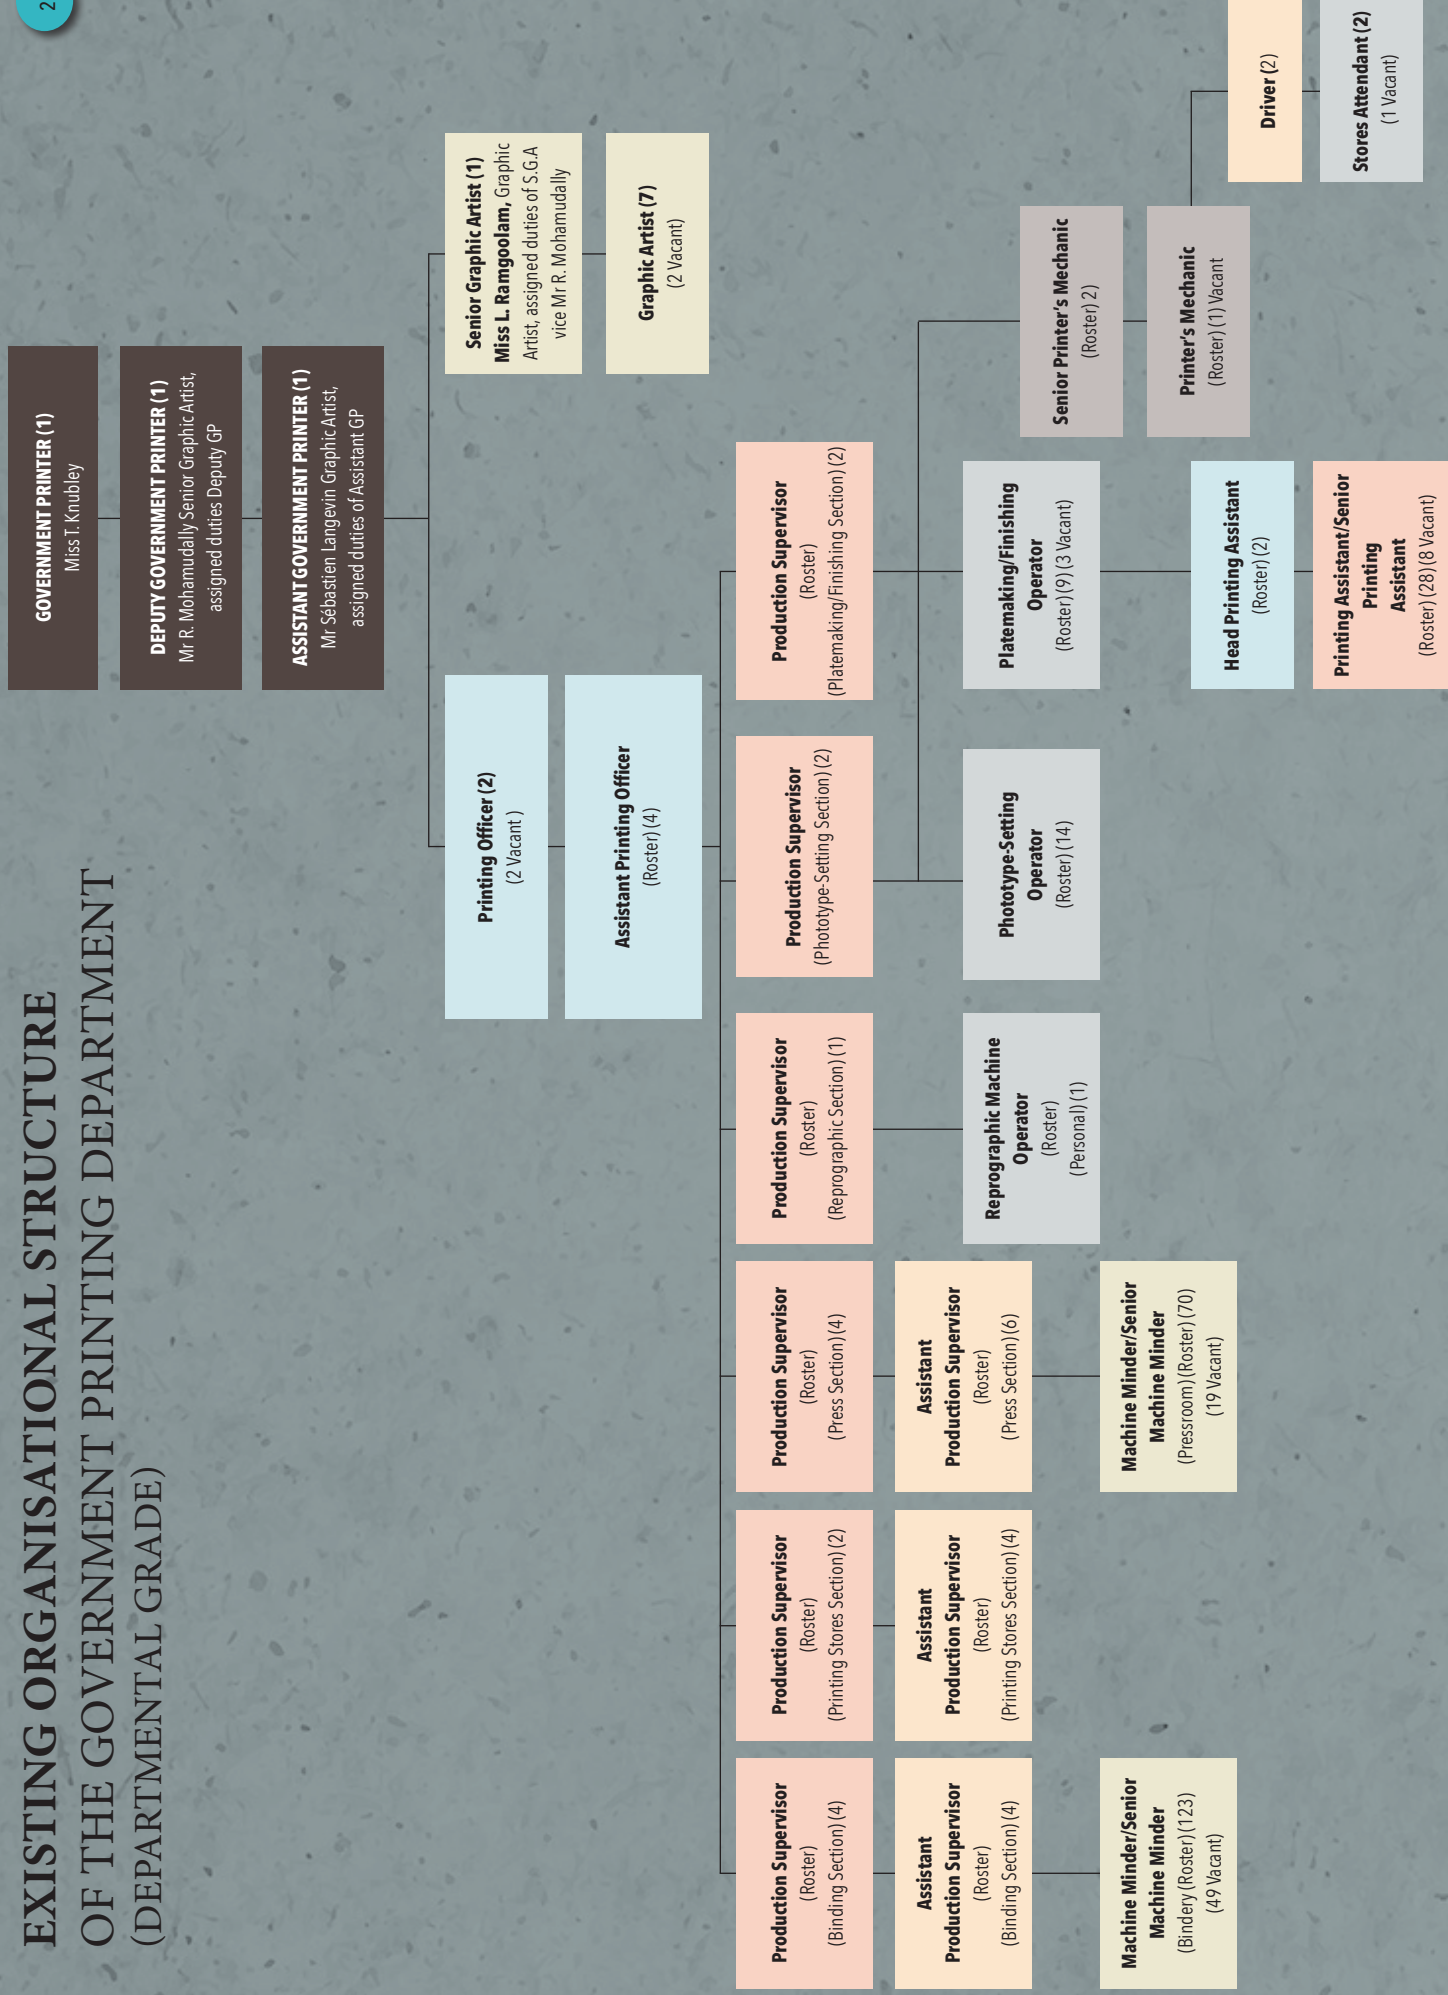 EXISTING ORGANISATIONAL STRUCTURE
OF THE GOVERNMENT PRINTING DEPARTMENT
(DEPARTMENTAL GRADE)
2
GOVERNMENT PRINTER (1)
Miss T. Knubley
DEPUTY GOVERNMENT PRINTER (1)
Mr R. Mohamudally Senior Graphic Artist,
assigned duties Deputy GP
ASSISTANT GOVERNMENT PRINTER (1)
Mr Sébastien Langevin Graphic Artist,
assigned duties of Assistant GP
Printing Officer (2)
(2 Vacant )
Assistant Printing Officer
(Roster) (4)
Senior Graphic Artist (1)
Miss L. Ramgoolam, Graphic
Artist, assigned duties of S.G.A
vice Mr R. Mohamudally
Graphic Artist (7)
(2 Vacant)
Production Supervisor
(Roster)
(Binding Section) (4)
Production Supervisor
(Roster)
(Printing Stores Section) (2)
Production Supervisor
(Roster)
(Press Section) (4)
Production Supervisor
(Roster)
(Reprographic Section) (1)
Production Supervisor
(Phototype-Setting Section) (2)
Production Supervisor
(Roster)
(Platemaking/Finishing Section) (2)
Assistant
Production Supervisor
(Roster)
(Binding Section) (4)
Assistant
Production Supervisor
(Roster)
(Printing Stores Section) (4)
Assistant
Production Supervisor
(Roster)
(Press Section) (6)
Reprographic Machine
Operator
(Roster)
(Personal) (1)
Phototype-Setting
Operator
(Roster) (14)
Platemaking/Finishing
Operator
(Roster) (9) (3 Vacant)
Senior Printer's Mechanic
(Roster) 2)
Printer's Mechanic
(Roster) (1) Vacant
Machine Minder/Senior
Machine Minder
(Bindery (Roster) (123)
(49 Vacant)
Machine Minder/Senior
Machine Minder
(Pressroom) (Roster) (70)
(19 Vacant)
Head Printing Assistant
(Roster) (2)
Printing Assistant/Senior
Printing
Assistant
(Roster) (28) (8 Vacant)
Driver (2)
Stores Attendant (2)
(1 Vacant)